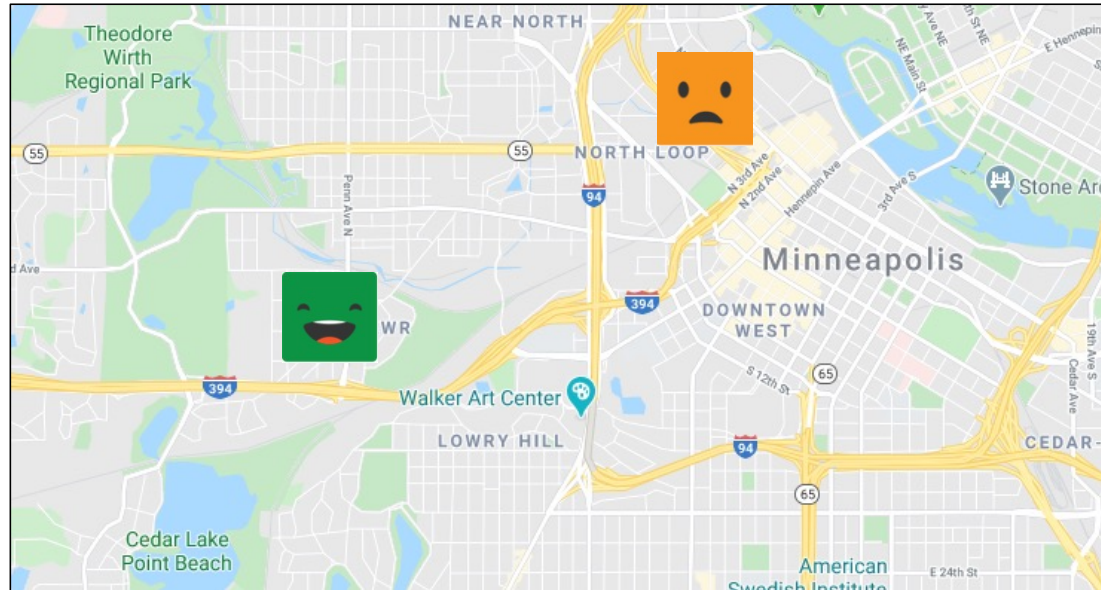 NEAR NORTH
Theodore
Wirth
Regional Park
NE Main St
E Hennepin
55
55
NORTH LOOP
N 3rd Ave
N 2nd Ave
Hennepin Ave
3rd Ave S
Stone Ar
Penn Ave N
94
d Ave
Minneapolis
394
DOWNTOWN
WEST
WR
19th Ave S
S 12th St
65
394
Walker Art Center
Cedar Ave
LOWRY HILL
94
CEDAR-
65
Cedar Lake
Point Beach
American
Swedish Institute
E 24th St